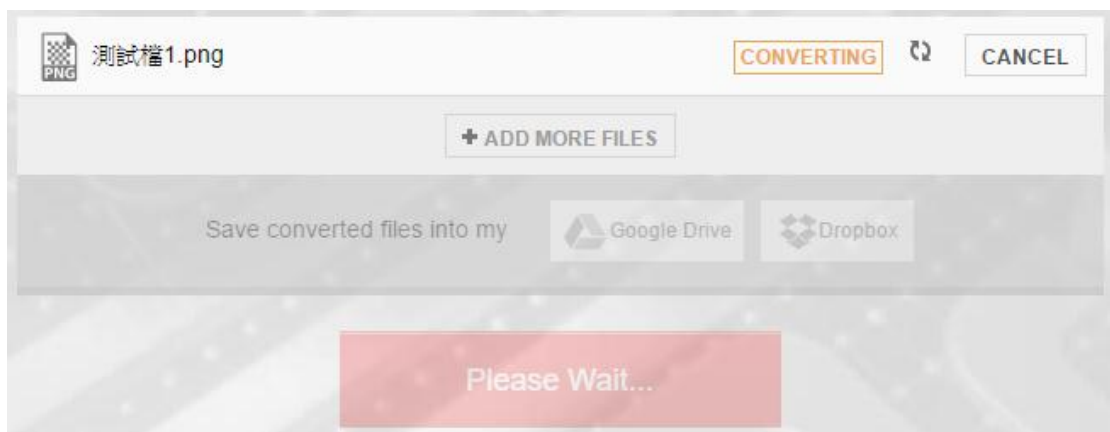 PNG 測試檔1.png CONVERTING CANCEL
+ ADD MORE FILES
Save converted files into my Google Drive Dropbox
Please Wait...